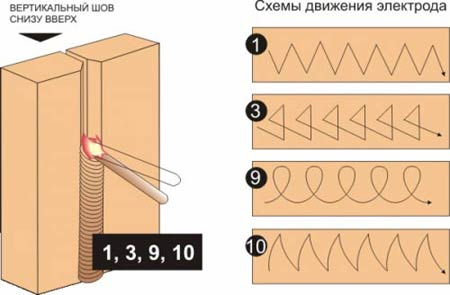 ВЕРТИКАЛЬНЫЙ ШОВ
СНИЗУ ВВЕРХ
1, 3, 9, 10
Схемы движения электрода
1
3
9
10